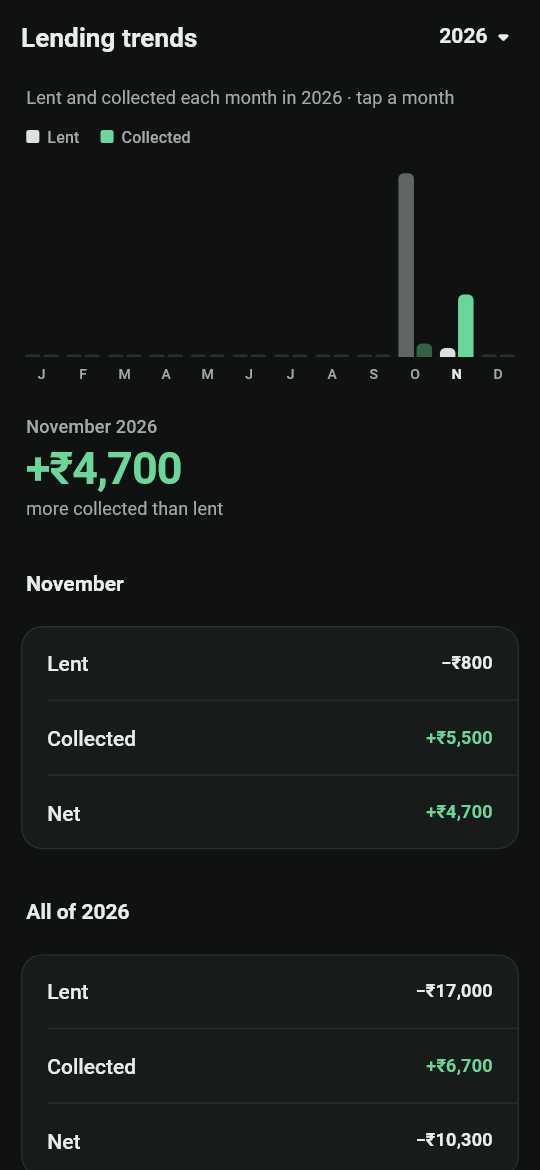 Lending trends 2026
Lent and collected each month in 2026 · tap a month
Lent Collected
J F M A M J J A S O N D
November 2026
+₹4,700
more collected than lent
November
Lent −₹800
Collected +₹5,500
Net +₹4,700
All of 2026
Lent −₹17,000
Collected +₹6,700
Net −₹10,300